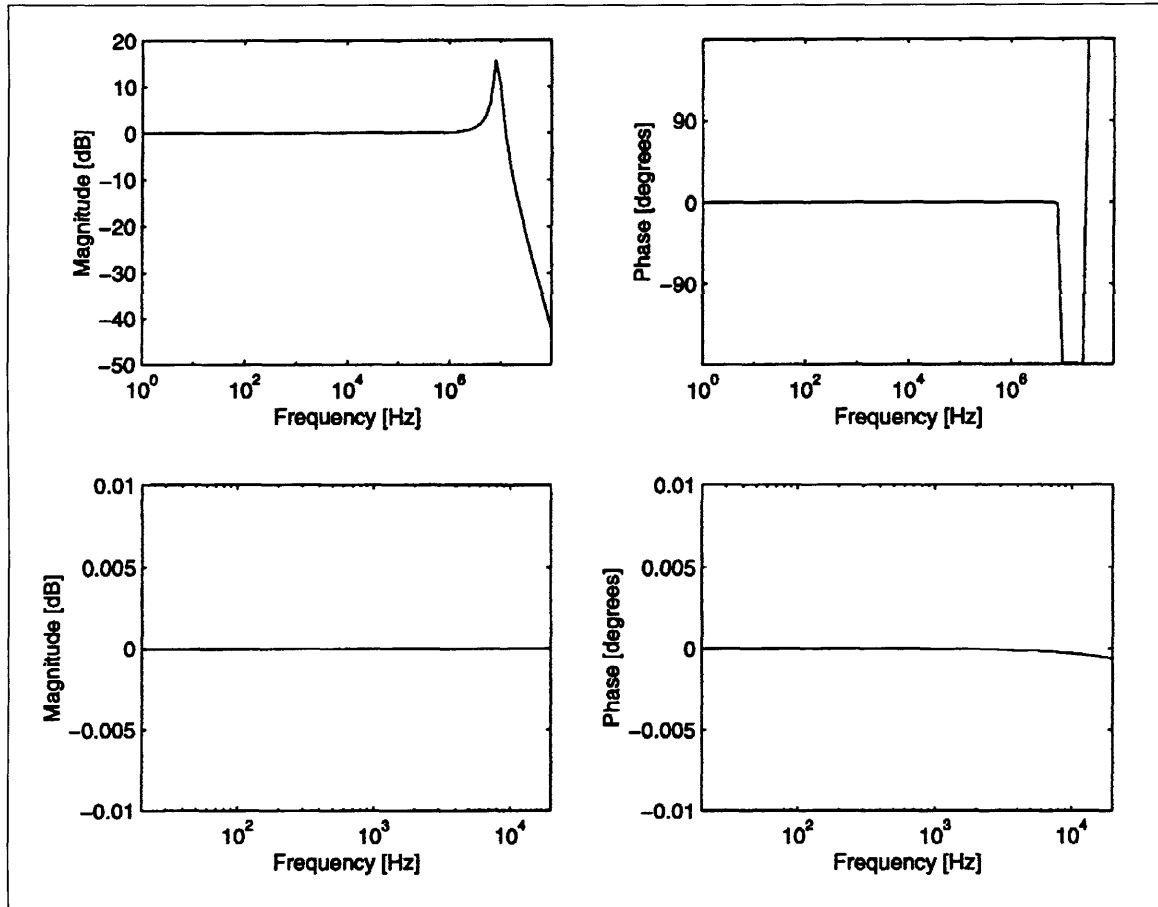 20
10
0
−10
−20
−30
−40
−50
Magnitude [dB]
10^0 10^2 10^4 10^6
Frequency [Hz]
90
0
−90
Phase [degrees]
10^0 10^2 10^4 10^6
Frequency [Hz]
0.01
0.005
0
−0.005
−0.01
Magnitude [dB]
10^2 10^3 10^4
Frequency [Hz]
0.01
0.005
0
−0.005
−0.01
Phase [degrees]
10^2 10^3 10^4
Frequency [Hz]